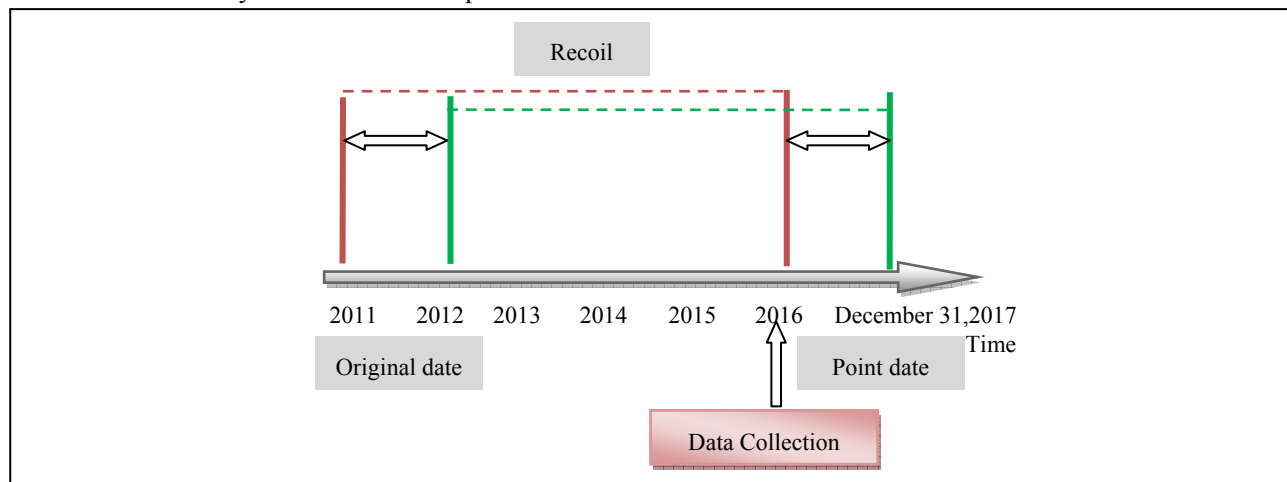 Recoil
2011 2012 2013 2014 2015 2016 December 31,2017
Time
Original date
Point date
Data Collection